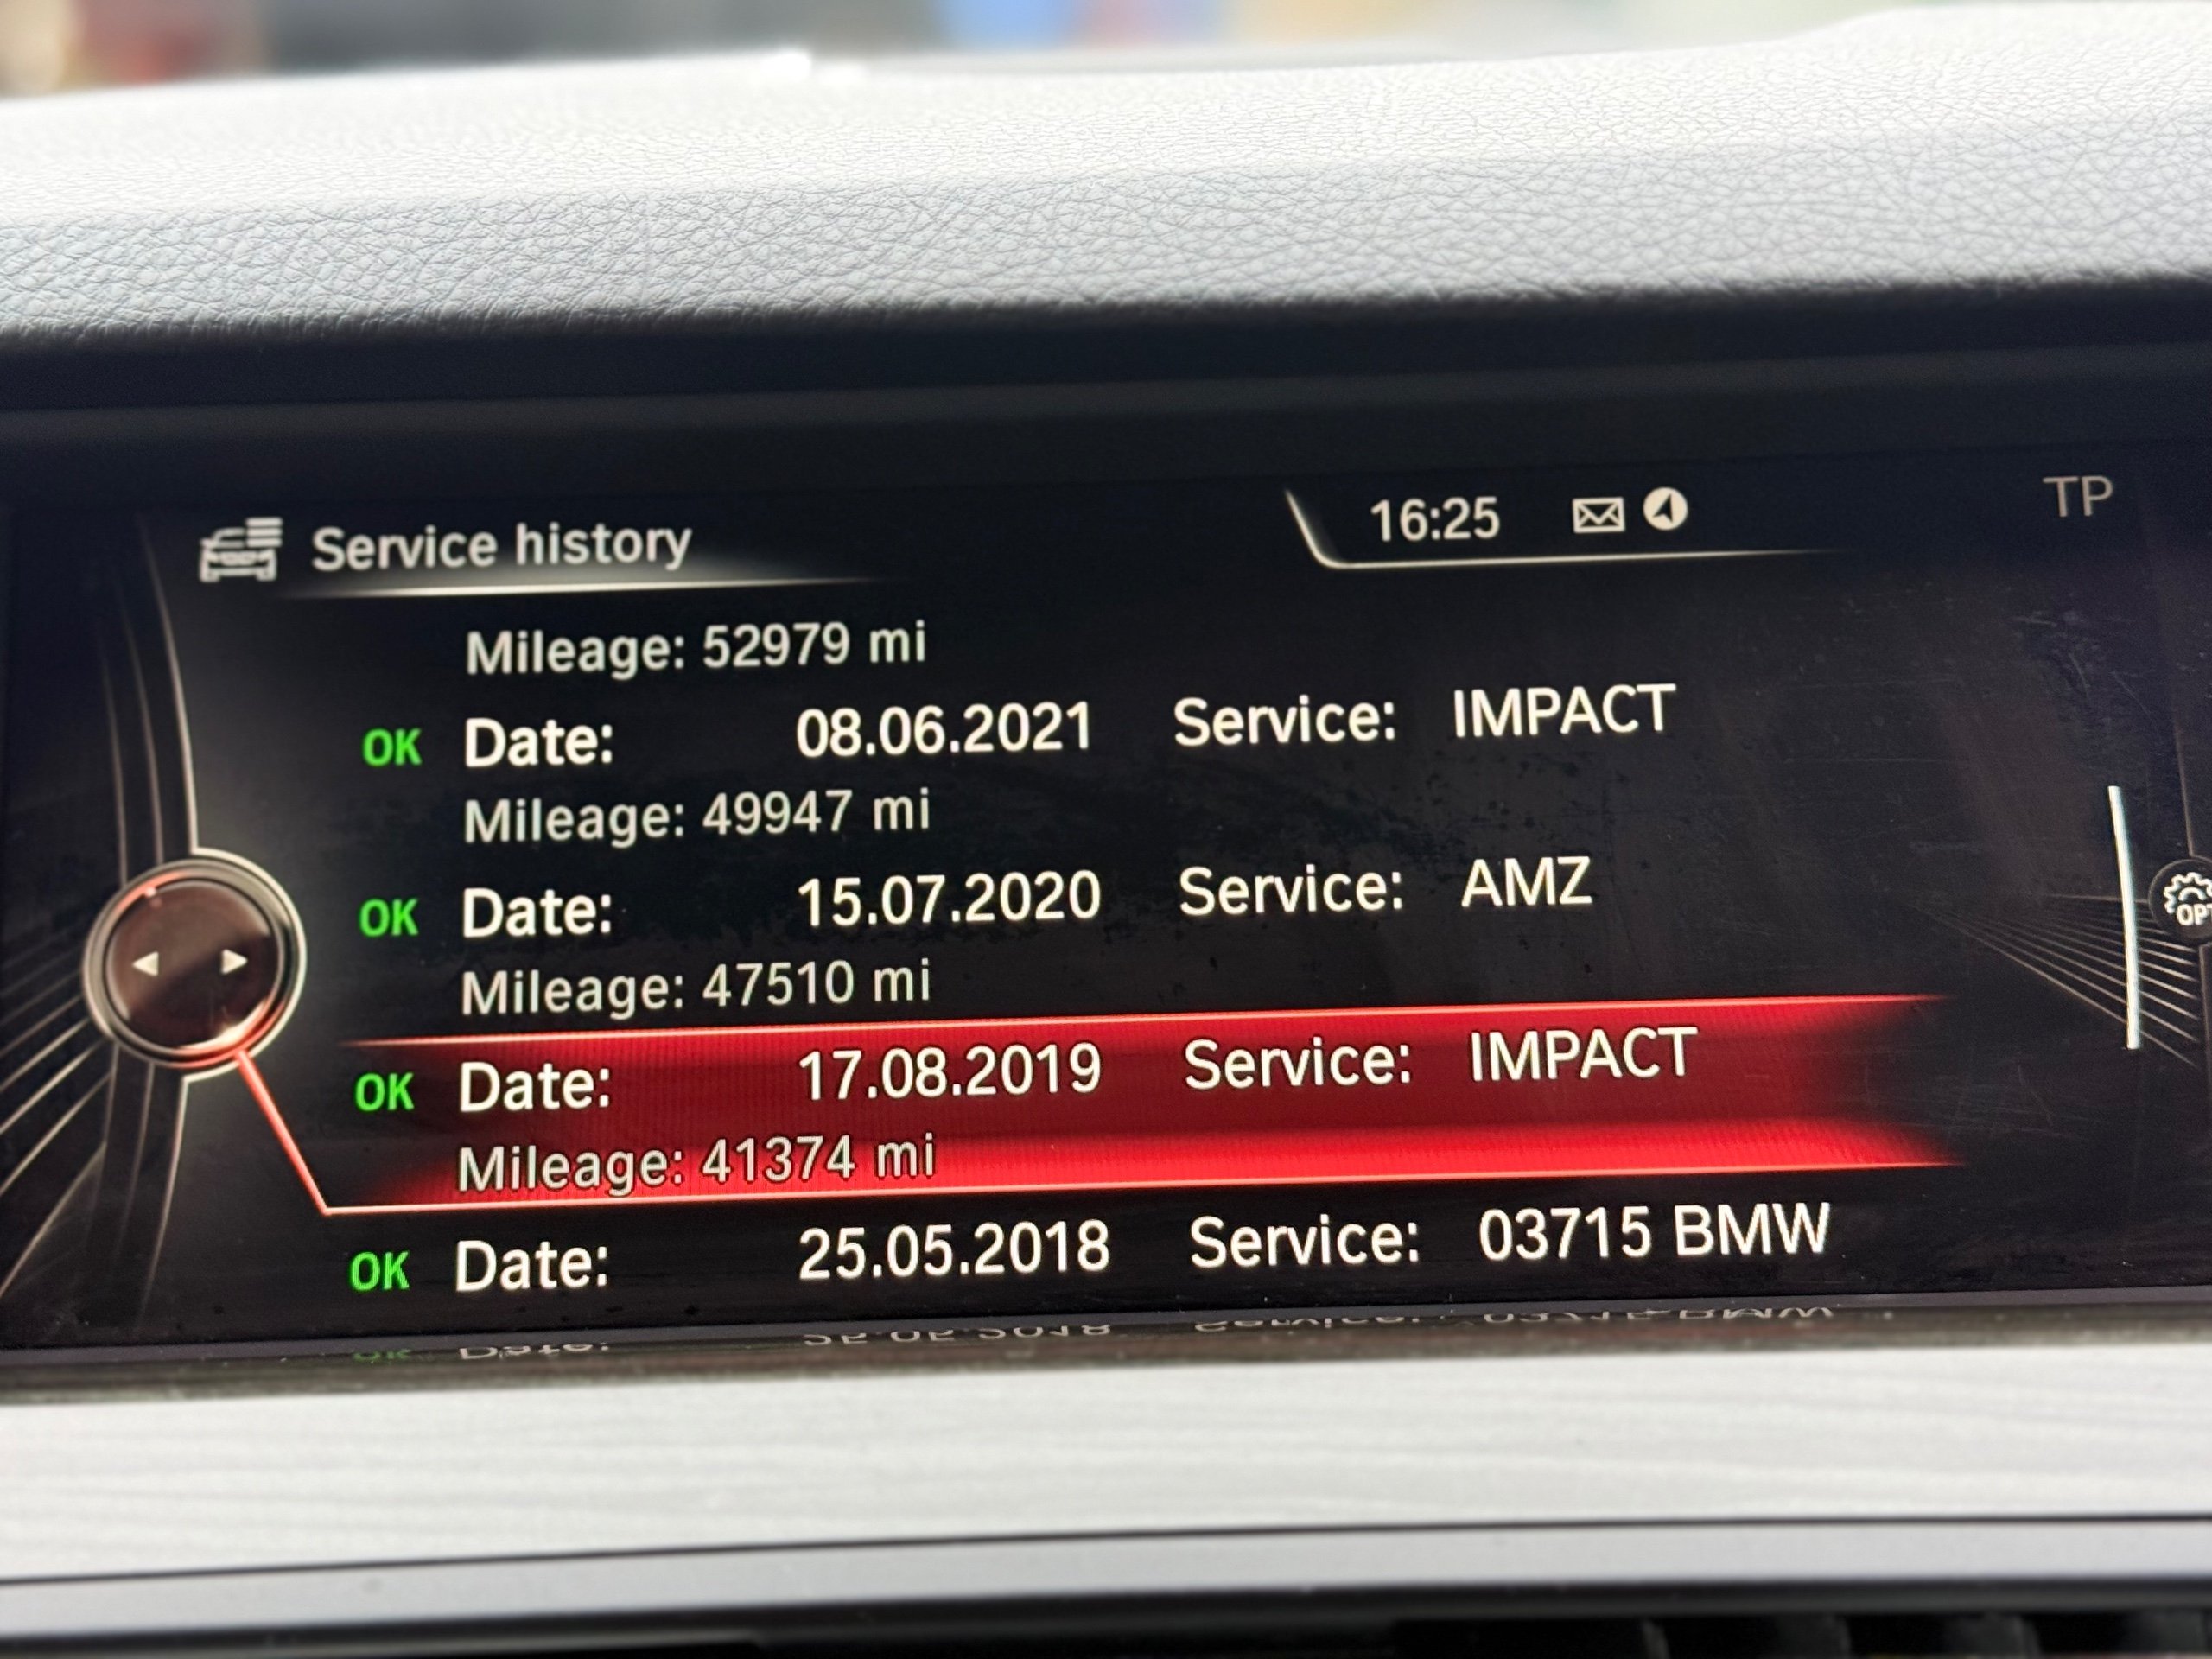 Service history 16:25 TP
Mileage: 52979 mi
OK Date: 08.06.2021 Service: IMPACT
Mileage: 49947 mi
OK Date: 15.07.2020 Service: AMZ
Mileage: 47510 mi
OK Date: 17.08.2019 Service: IMPACT
Mileage: 41374 mi
OK Date: 25.05.2018 Service: 03715 BMW